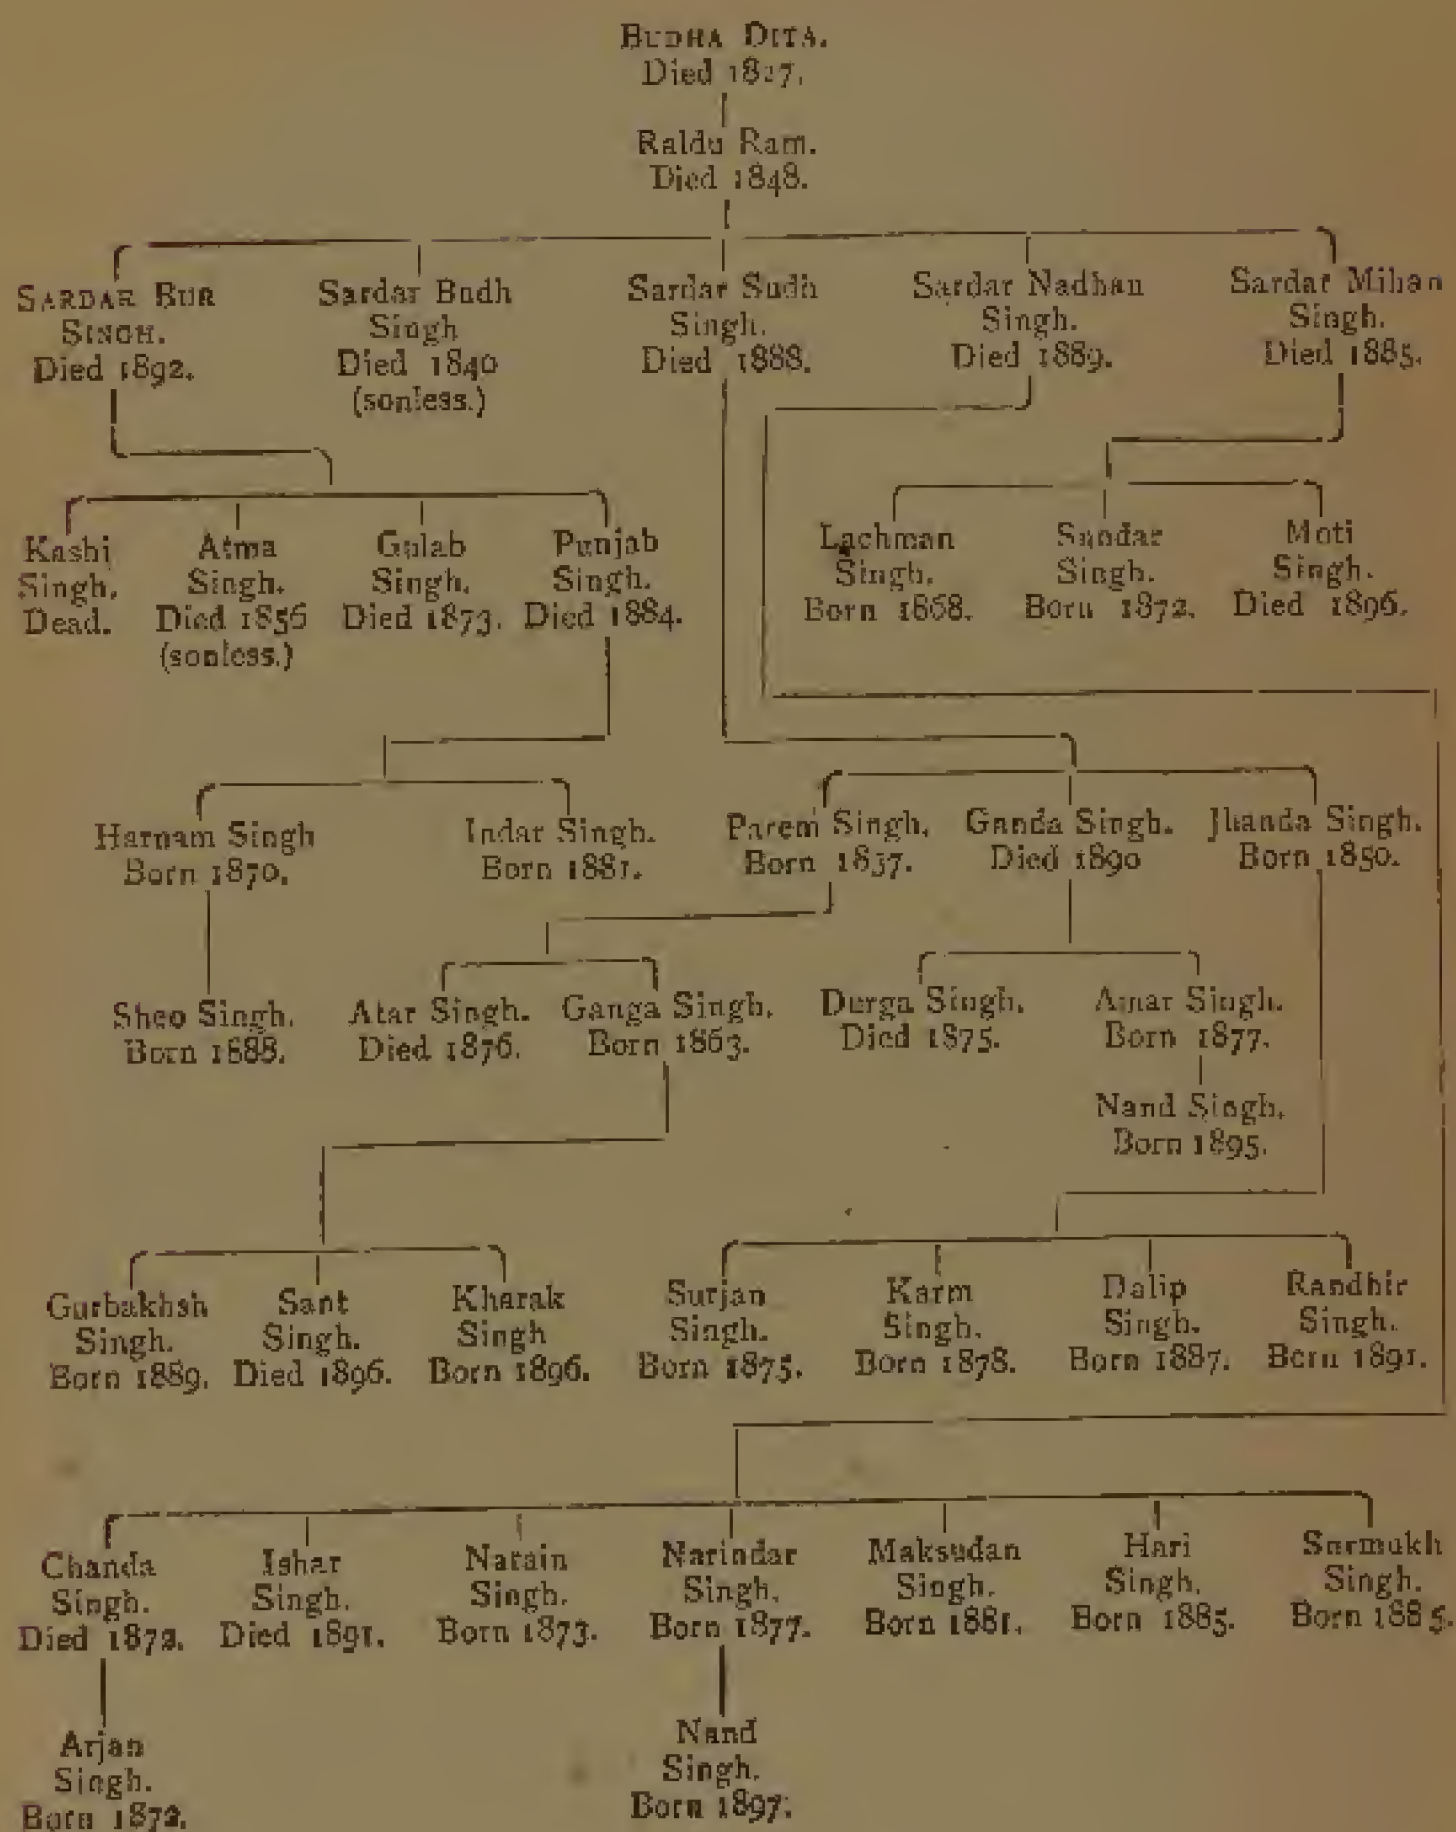 BUDHA DITA.
Died 1827.
Raldu Ram.
Died 1848.
SARDAR BUR
SINGH.
Died 1892.
Sardar Budh
Singh
Died 1840
(sonless.)
Sardar Sudh
Singh.
Died 1888.
Sardar Nadhan
Singh.
Died 1889.
Sardar Mihan
Singh.
Died 1885.
Kashi
Singh.
Dead.
Atma
Singh.
Died 1856
(sonless.)
Gulab
Singh.
Died 1873.
Punjab
Singh.
Died 1884.
Lachman
Singh.
Born 1868.
Sundar
Singh.
Born 1872.
Moti
Singh.
Died 1896.
Harnam Singh
Born 1870.
Indar Singh.
Born 1881.
Parem Singh.
Born 1837.
Ganda Singh.
Died 1890
Jhanda Singh.
Born 1850.
Sheo Singh.
Born 1888.
Atar Singh.
Died 1876.
Ganga Singh.
Born 1863.
Durga Singh.
Died 1875.
Amar Singh.
Born 1877.
Nand Singh.
Born 1895.
Gurbakhsh
Singh.
Born 1889.
Sant
Singh.
Died 1896.
Kharak
Singh
Born 1896.
Surjan
Singh.
Born 1875.
Karm
Singh.
Born 1878.
Dalip
Singh.
Born 1887.
Randhir
Singh.
Born 1891.
Chanda
Singh.
Died 1872.
Ishar
Singh.
Died 1891.
Narain
Singh.
Born 1873.
Narindar
Singh.
Born 1877.
Maksudan
Singh.
Born 1881.
Hari
Singh.
Born 1885.
Surmukh
Singh.
Born 1885.
Arjan
Singh.
Born 1872.
Nand
Singh.
Born 1897.